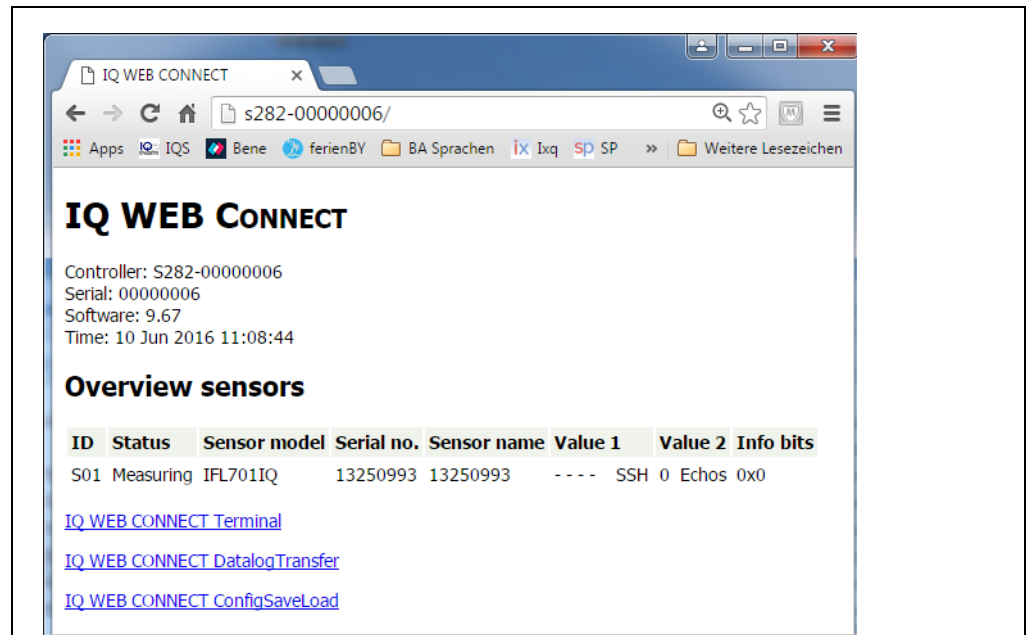 IQ WEB CONNECT
s282-00000006/
Apps IQS Bene ferienBY BA Sprachen ix Ixq SP SP » Weitere Lesezeichen
IQ WEB CONNECT
Controller: S282-00000006
Serial: 00000006
Software: 9.67
Time: 10 Jun 2016 11:08:44
Overview sensors
ID Status Sensor model Serial no. Sensor name Value 1 Value 2 Info bits
S01 Measuring IFL701IQ 13250993 13250993 - - - - SSH 0 Echos 0x0
IQ WEB CONNECT Terminal
IQ WEB CONNECT DatalogTransfer
IQ WEB CONNECT ConfigSaveLoad